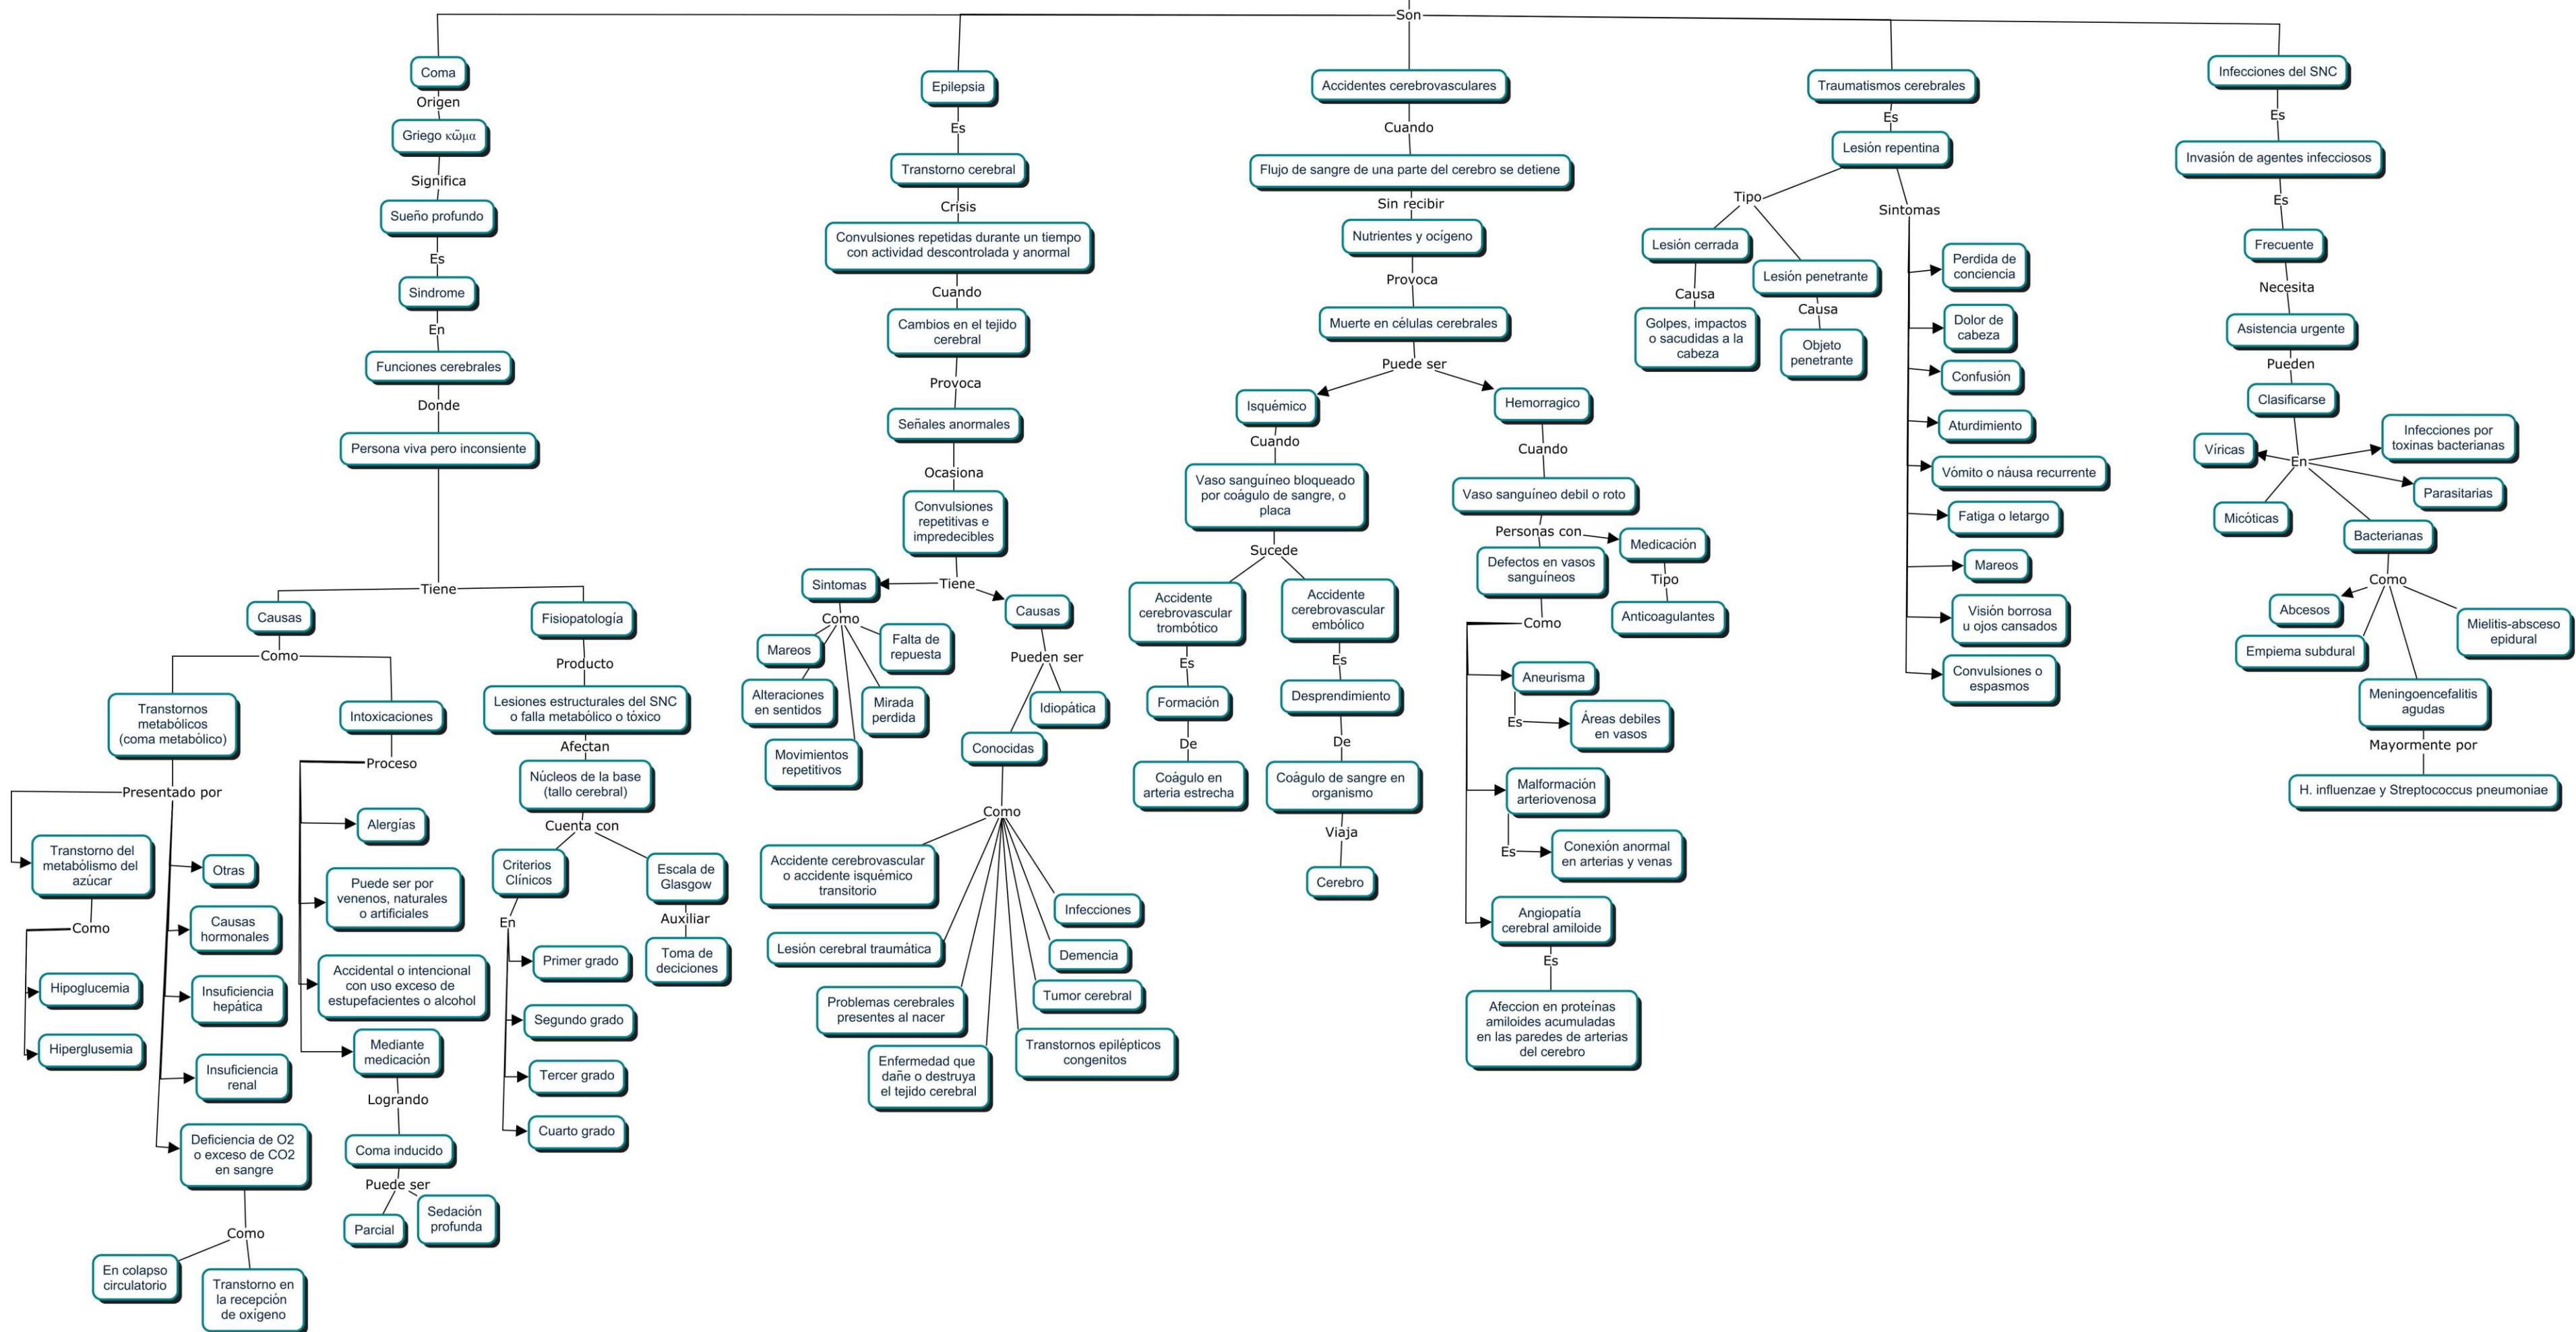 Son
Coma
Origen
Griego κῶμα
Significa
Sueño profundo
Es
Sindrome
En
Funciones cerebrales
Donde
Persona viva pero inconsiente
Tiene
Causas
Como
Transtornos
metabólicos
(coma metabólico)
Presentado por
Transtorno del
metabólismo del
azúcar
Como
Hipoglucemia
Hiperglusemia
Otras
Causas
hormonales
Insuficiencia
hepática
Insuficiencia
renal
Deficiencia de O2
o exceso de CO2
en sangre
Como
En colapso
circulatorio
Transtorno en
la recepción
de oxígeno
Intoxicaciones
Proceso
Alergías
Puede ser por
venenos, naturales
o artificiales
Accidental o intencional
con uso exceso de
estupefacientes o alcohol
Mediante
medicación
Logrando
Coma inducido
Puede ser
Parcial
Sedación
profunda
Fisiopatología
Producto
Lesiones estructurales del SNC
o falla metabólico o tóxico
Afectan
Núcleos de la base
(tallo cerebral)
Cuenta con
Criterios
Clínicos
En
Primer grado
Segundo grado
Tercer grado
Cuarto grado
Escala de
Glasgow
Auxiliar
Toma de
deciciones
Epilepsia
Es
Transtorno cerebral
Crisis
Convulsiones repetidas durante un tiempo
con actividad descontrolada y anormal
Cuando
Cambios en el tejido
cerebral
Provoca
Señales anormales
Ocasiona
Convulsiones
repetitivas e
impredecibles
Tiene
Sintomas
Como
Mareos
Alteraciones
en sentidos
Movimientos
repetitivos
Mirada
perdida
Falta de
repuesta
Causas
Pueden ser
Idiopática
Conocidas
Como
Accidente cerebrovascular
o accidente isquémico
transitorio
Lesión cerebral traumática
Problemas cerebrales
presentes al nacer
Enfermedad que
dañe o destruya
el tejido cerebral
Transtornos epilépticos
congenitos
Tumor cerebral
Demencia
Infecciones
Accidentes cerebrovasculares
Cuando
Flujo de sangre de una parte del cerebro se detiene
Sin recibir
Nutrientes y ocígeno
Provoca
Muerte en células cerebrales
Puede ser
Isquémico
Cuando
Vaso sanguíneo bloqueado
por coágulo de sangre, o
placa
Sucede
Accidente
cerebrovascular
trombótico
Es
Formación
De
Coágulo en
arteria estrecha
Accidente
cerebrovascular
embólico
Es
Desprendimiento
De
Coágulo de sangre en
organismo
Viaja
Cerebro
Hemorragico
Cuando
Vaso sanguíneo debil o roto
Personas con
Medicación
Tipo
Anticoagulantes
Defectos en vasos
sanguíneos
Como
Aneurisma
Es
Áreas debiles
en vasos
Malformación
arteriovenosa
Es
Conexión anormal
en arterias y venas
Angiopatía
cerebral amiloide
Es
Afeccion en proteínas
amiloides acumuladas
en las paredes de arterias
del cerebro
Traumatismos cerebrales
Es
Lesión repentina
Tipo
Lesión cerrada
Causa
Golpes, impactos
o sacudidas a la
cabeza
Lesión penetrante
Causa
Objeto
penetrante
Sintomas
Perdida de
conciencia
Dolor de
cabeza
Confusión
Aturdimiento
Vómito o náusa recurrente
Fatiga o letargo
Mareos
Visión borrosa
u ojos cansados
Convulsiones o
espasmos
Infecciones del SNC
Es
Invasión de agentes infecciosos
Es
Frecuente
Necesita
Asistencia urgente
Pueden
Clasificarse
En
Víricas
Micóticas
Infecciones por
toxinas bacterianas
Parasitarias
Bacterianas
Como
Abcesos
Empiema subdural
Mielitis-absceso
epidural
Meningoencefalitis
agudas
Mayormente por
H. influenzae y Streptococcus pneumoniae